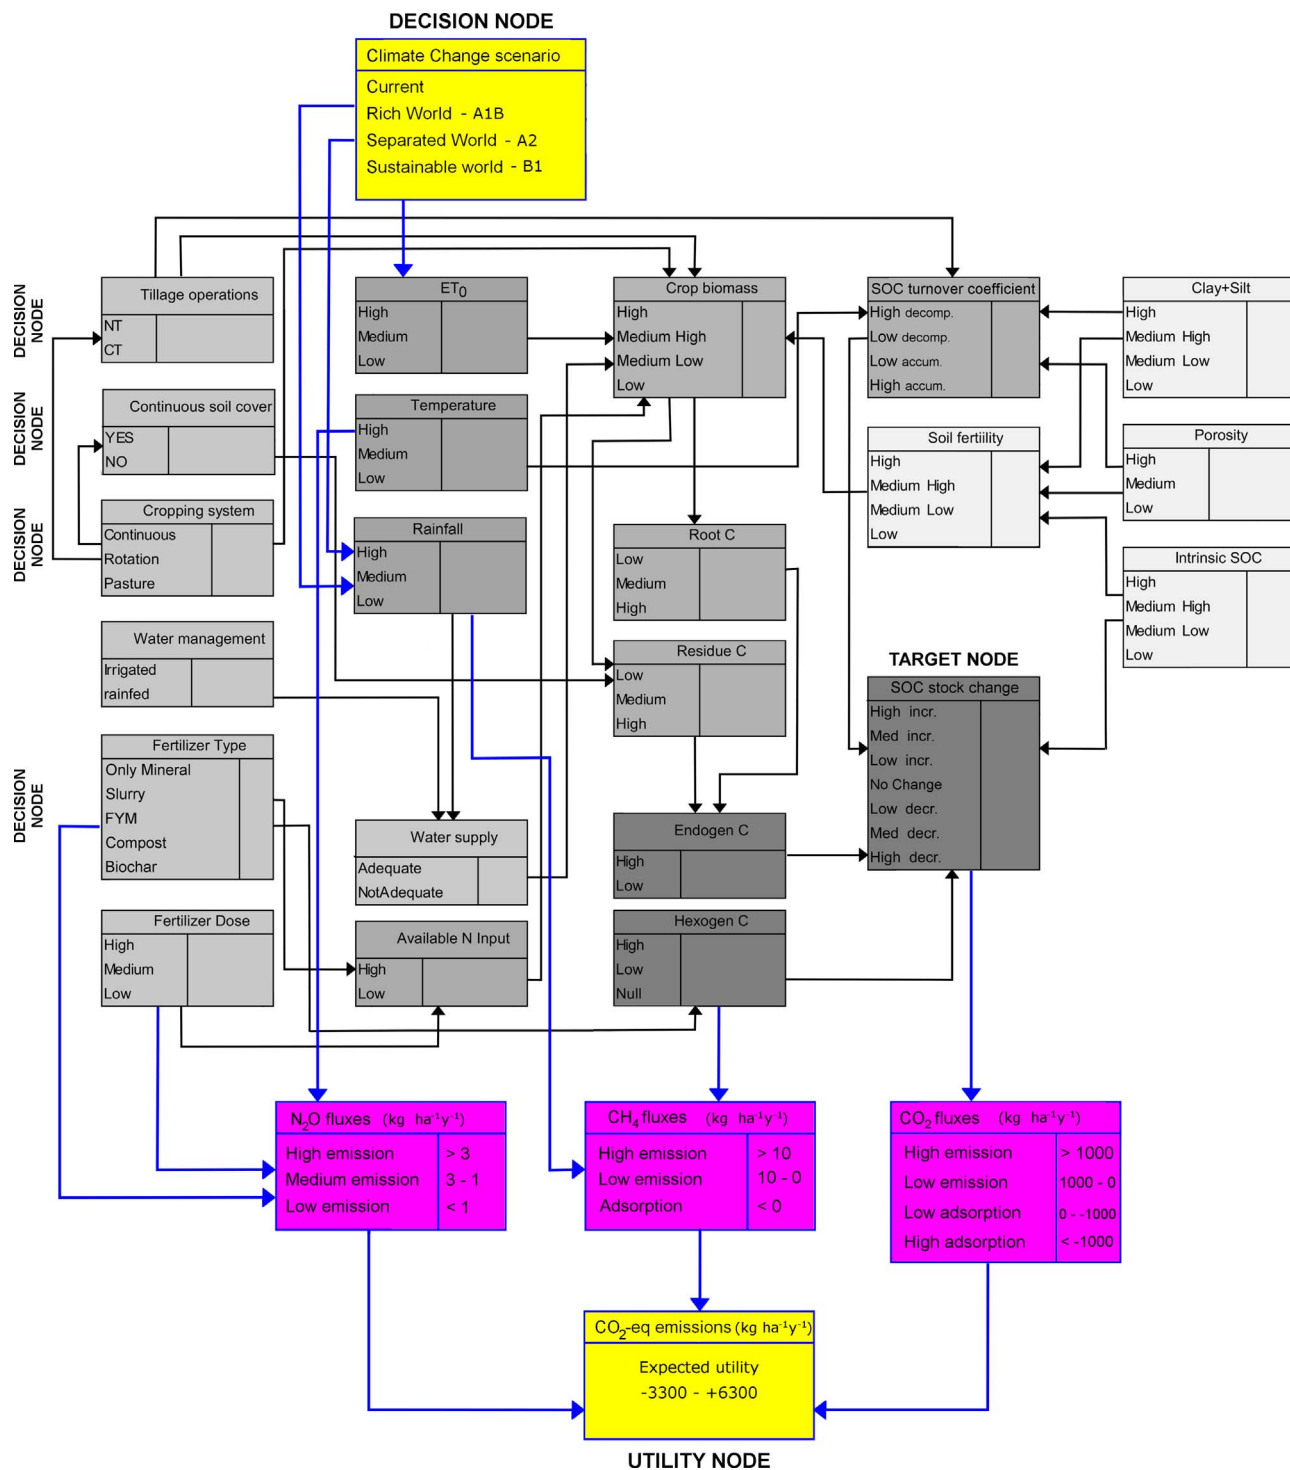 DECISION NODE
Climate Change scenario
Current
Rich World - A1B
Separated World - A2
Sustainable world - B1
DECISION NODE
Tillage operations
NT
CT
DECISION NODE
Continuous soil cover
YES
NO
DECISION NODE
Cropping system
Continuous
Rotation
Pasture
Water management
Irrigated
rainfed
DECISION NODE
Fertilizer Type
Only Mineral
Slurry
FYM
Compost
Biochar
Fertilizer Dose
High
Medium
Low
ET0
High
Medium
Low
Temperature
High
Medium
Low
Rainfall
High
Medium
Low
Water supply
Adequate
NotAdequate
Available N Input
High
Low
Crop biomass
High
Medium High
Medium Low
Low
Root C
Low
Medium
High
Residue C
Low
Medium
High
Endogen C
High
Low
Hexogen C
High
Low
Null
SOC turnover coefficient
High decomp.
Low decomp.
Low accum.
High accum.
Soil fertiility
High
Medium High
Medium Low
Low
TARGET NODE
SOC stock change
High incr.
Med incr.
Low incr.
No Change
Low decr.
Med decr.
High decr.
Clay+Silt
High
Medium High
Medium Low
Low
Porosity
High
Medium
Low
Intrinsic SOC
High
Medium High
Medium Low
Low
N2O fluxes (kg ha-1y-1)
High emission > 3
Medium emission 3 - 1
Low emission < 1
CH4 fluxes (kg ha-1y-1)
High emission > 10
Low emission 10 - 0
Adsorption < 0
CO2 fluxes (kg ha-1y-1)
High emission > 1000
Low emission 1000 - 0
Low adsorption 0 - -1000
High adsorption < -1000
CO2-eq emissions (kg ha-1y-1)
Expected utility
-3300 - +6300
UTILITY NODE